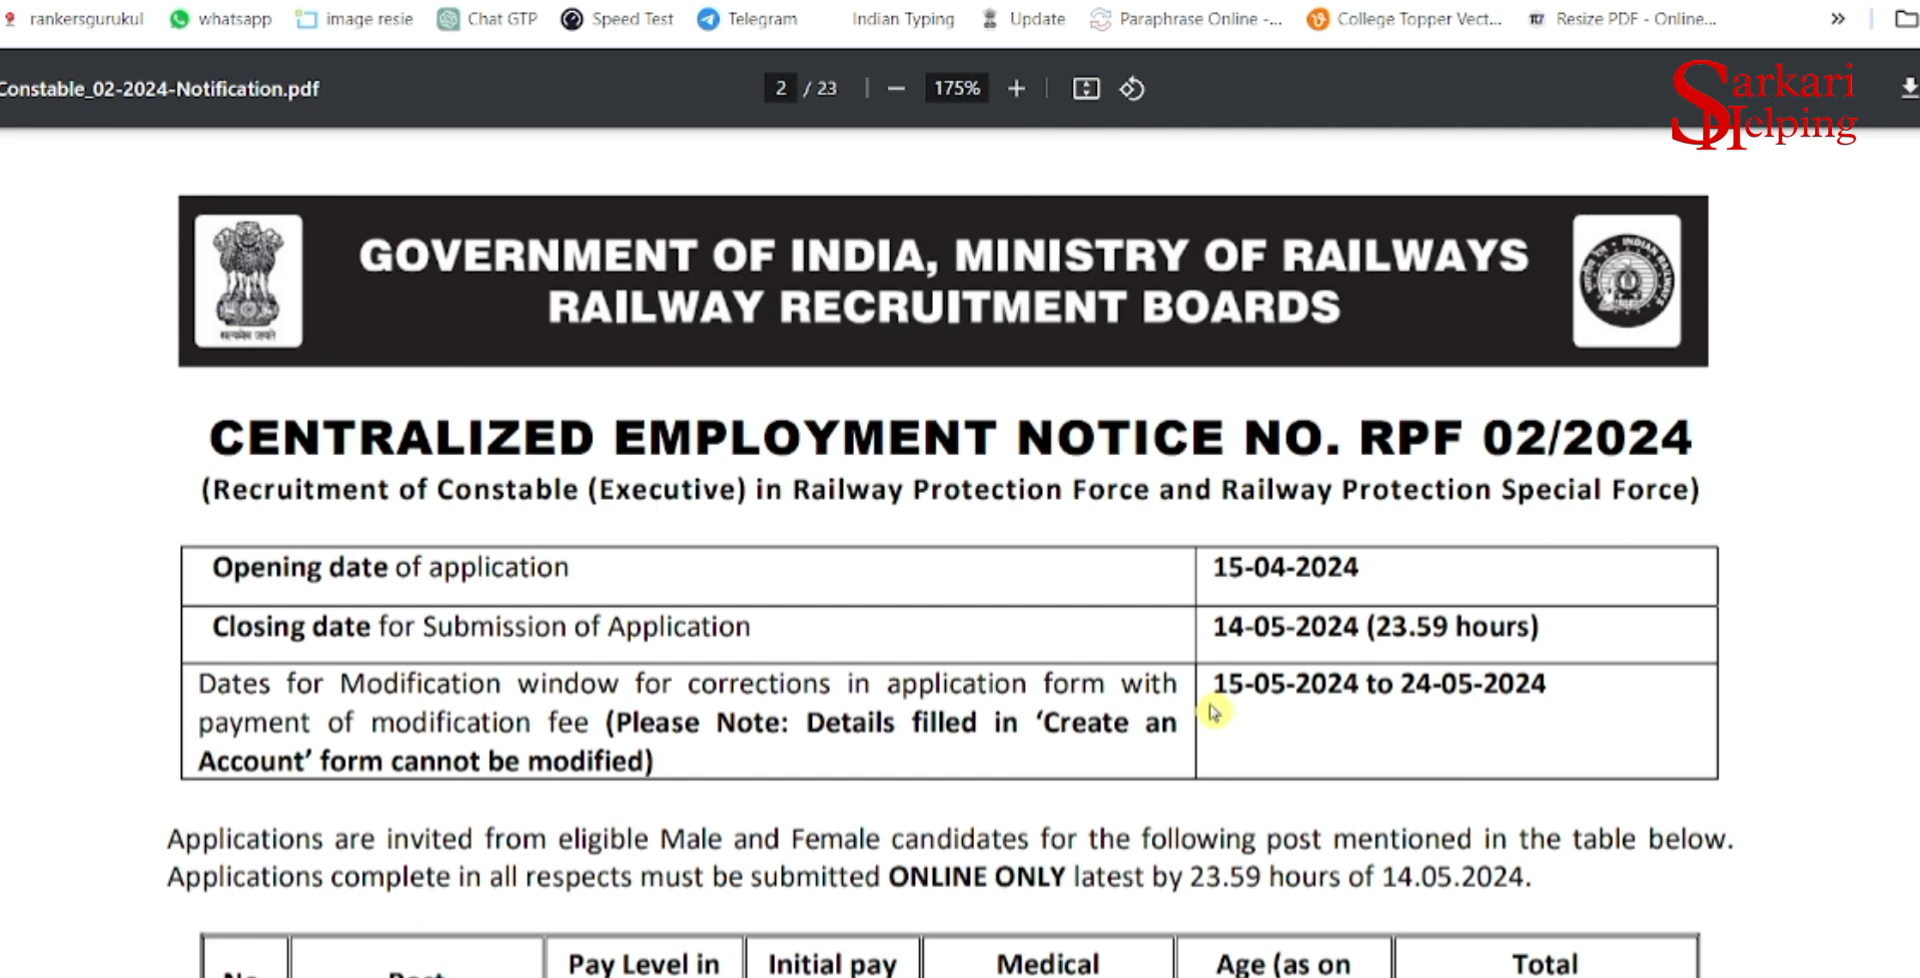 rankersgurukul whatsapp image resie Chat GTP Speed Test Telegram Indian Typing Update Paraphrase Online -... College Topper Vect... Resize PDF - Online... »
Constable_02-2024-Notification.pdf 2 / 23 | − 175% + |
Sarkari
Helping
GOVERNMENT OF INDIA, MINISTRY OF RAILWAYS
RAILWAY RECRUITMENT BOARDS
सत्यमेव जयते
CENTRALIZED EMPLOYMENT NOTICE NO. RPF 02/2024
(Recruitment of Constable (Executive) in Railway Protection Force and Railway Protection Special Force)
Opening date of application 15-04-2024
Closing date for Submission of Application 14-05-2024 (23.59 hours)
Dates for Modification window for corrections in application form with 15-05-2024 to 24-05-2024
payment of modification fee (Please Note: Details filled in ‘Create an
Account’ form cannot be modified)
Applications are invited from eligible Male and Female candidates for the following post mentioned in the table below.
Applications complete in all respects must be submitted ONLINE ONLY latest by 23.59 hours of 14.05.2024.
Pay Level in Initial pay Medical Age (as on Total
No Post